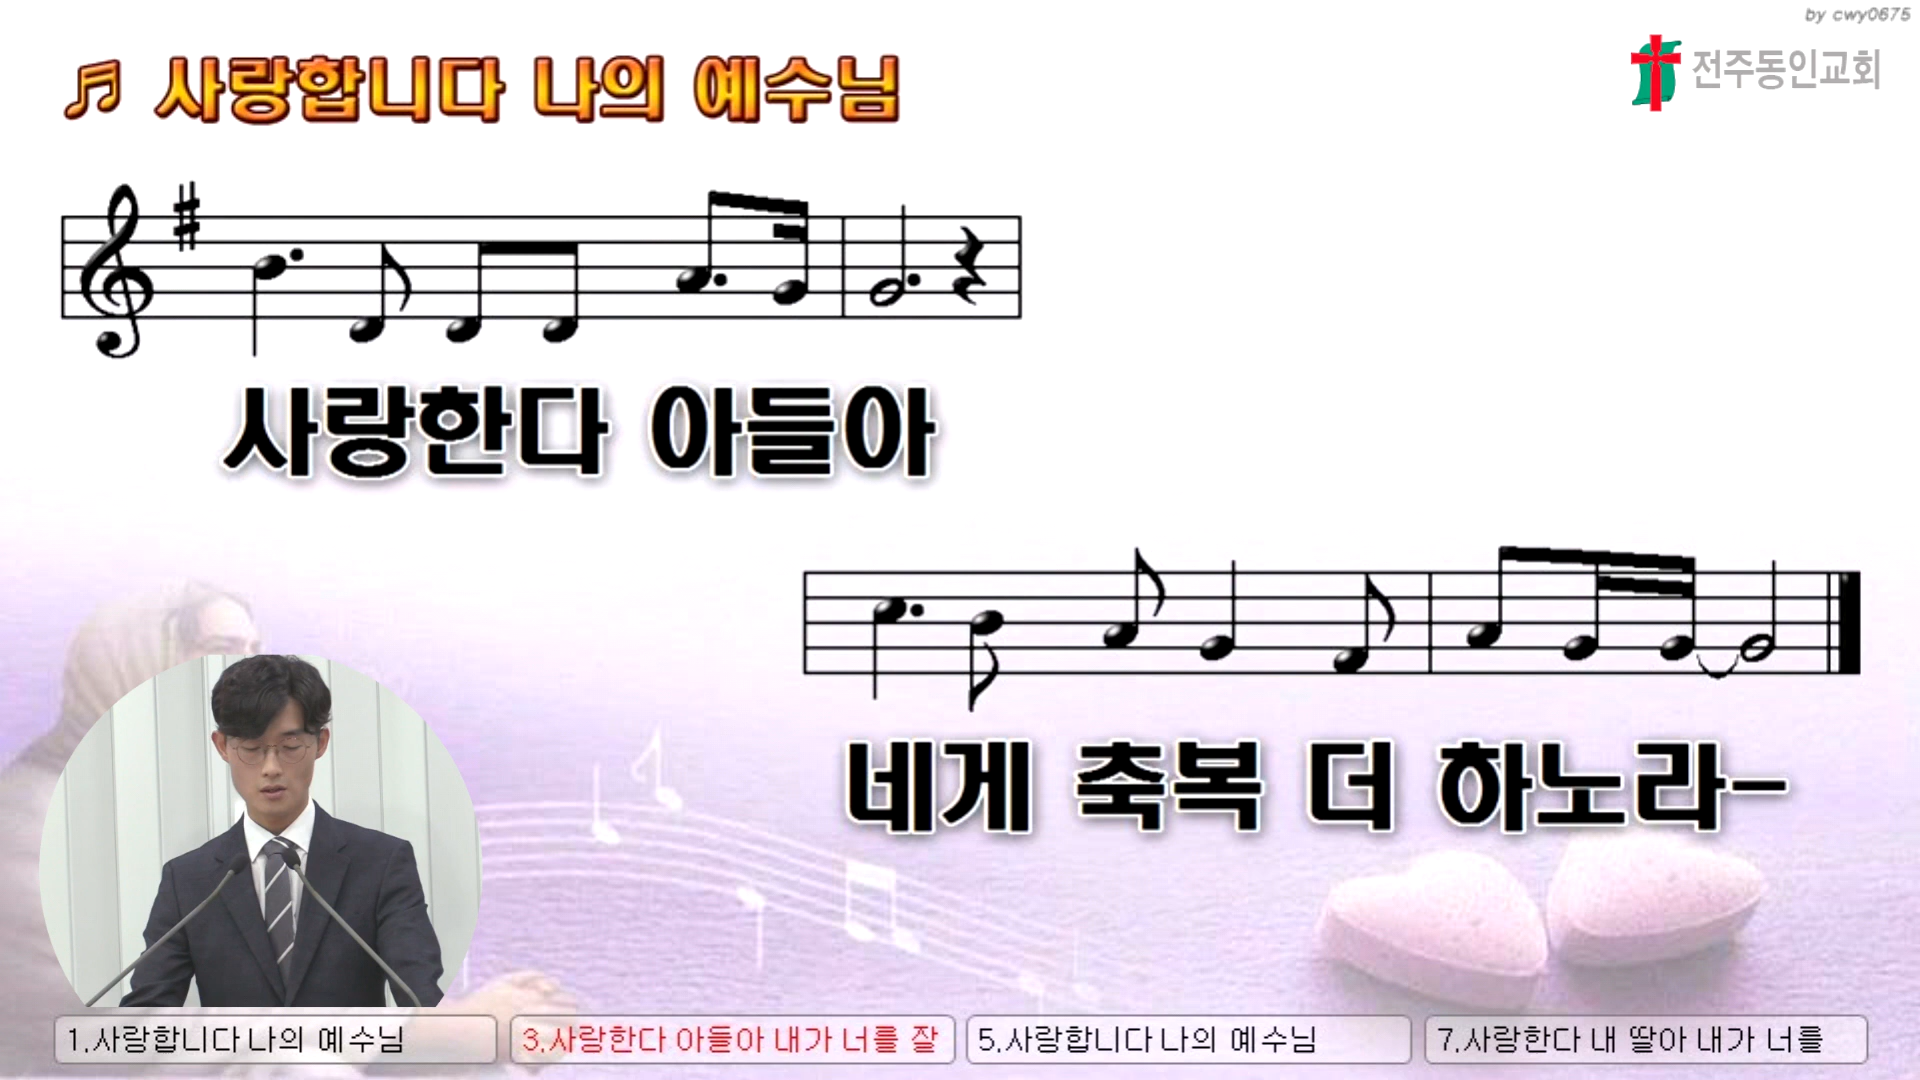 by cwy0675
♬ 사랑합니다 나의 예수님
전주동인교회
사랑한다 아들아
네게 축복 더 하노라-
1.사랑합니다 나의 예수님
3.사랑한다 아들아 내가 너를 잘
5.사랑합니다 나의 예수님
7.사랑한다 내 딸아 내가 너를